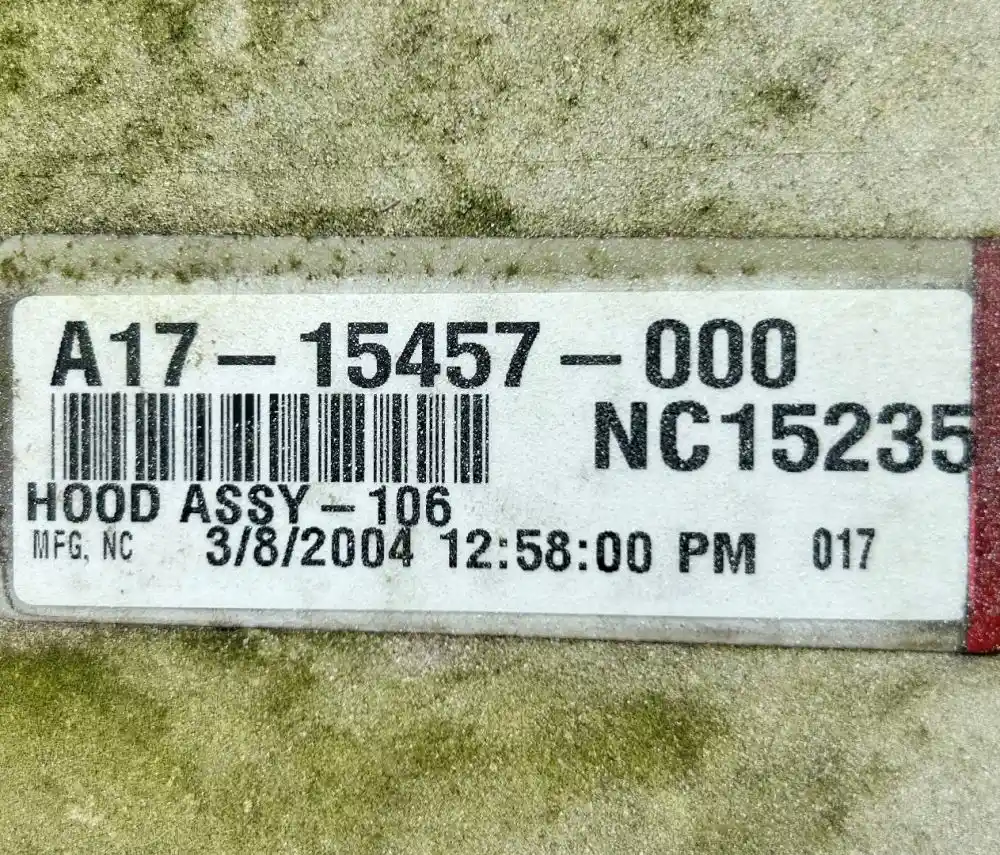 A17-15457-000
NC15235
HOOD ASSY-106
MFG, NC 3/8/2004 12:58:00 PM 017